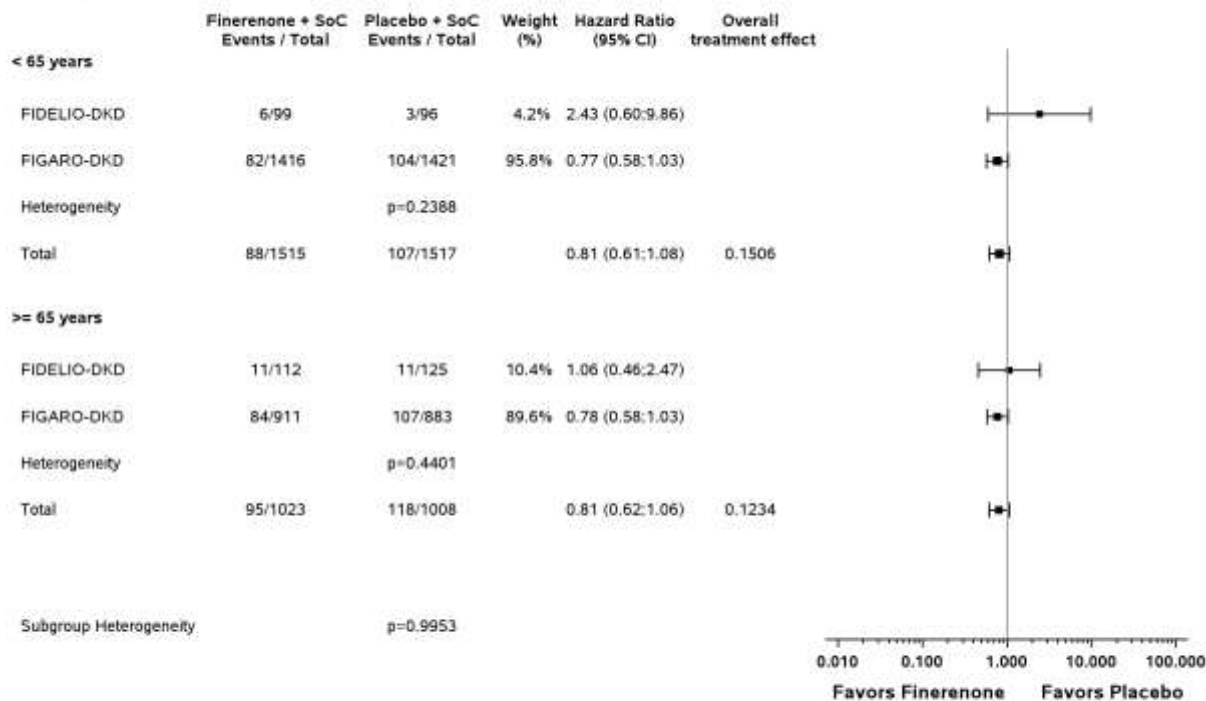 Finerenone + SoC Placebo + SoC Weight Hazard Ratio Overall
Events / Total Events / Total (%) (95% CI) treatment effect
< 65 years
FIDELIO-DKD 6/99 3/96 4.2% 2.43 (0.60;9.86)
FIGARO-DKD 82/1416 104/1421 95.8% 0.77 (0.58;1.03)
Heterogeneity p=0.2388
Total 88/1515 107/1517 0.81 (0.61;1.08) 0.1506
>= 65 years
FIDELIO-DKD 11/112 11/125 10.4% 1.06 (0.46;2.47)
FIGARO-DKD 84/911 107/883 89.6% 0.78 (0.58;1.03)
Heterogeneity p=0.4401
Total 95/1023 118/1008 0.81 (0.62;1.06) 0.1234
Subgroup Heterogeneity p=0.9953
0.010 0.100 1.000 10.000 100.000
Favors Finerenone Favors Placebo